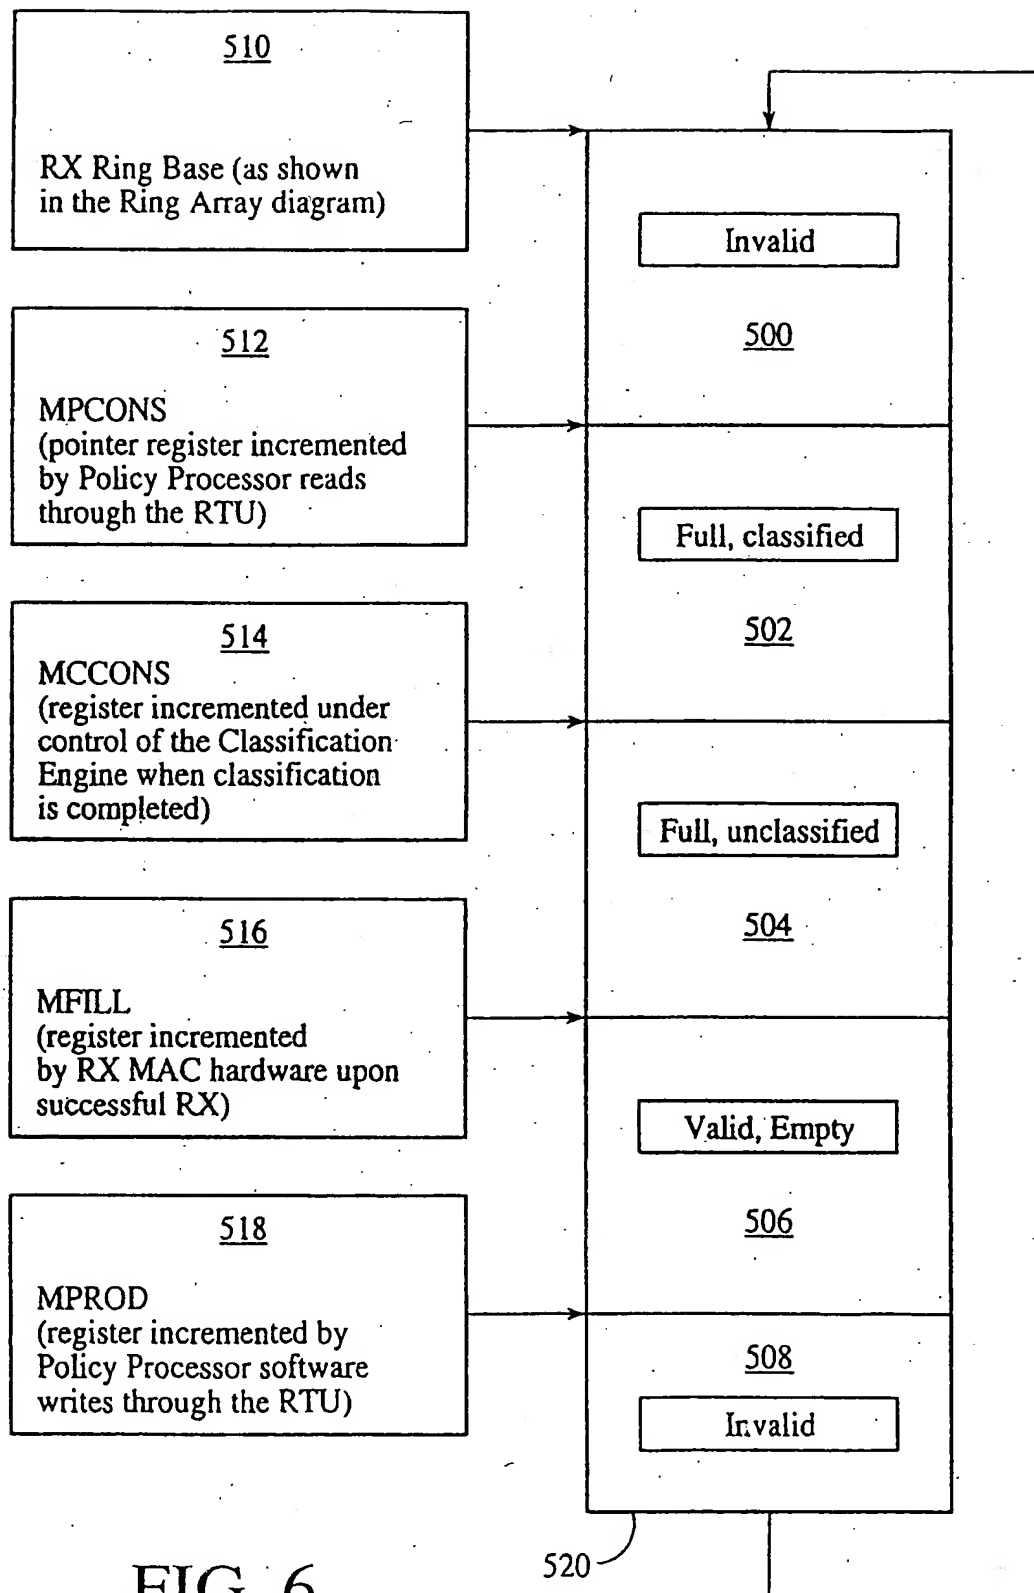 510
RX Ring Base (as shown
in the Ring Array diagram)
Invalid
500
512
MPCONS
(pointer register incremented
by Policy Processor reads
through the RTU)
Full, classified
502
514
MCCONS
(register incremented under
control of the Classification
Engine when classification
is completed)
Full, unclassified
504
516
MFILL
(register incremented
by RX MAC hardware upon
successful RX)
Valid, Empty
506
518
MPROD
(register incremented by
Policy Processor software
writes through the RTU)
508
Invalid
520
FIG. 6